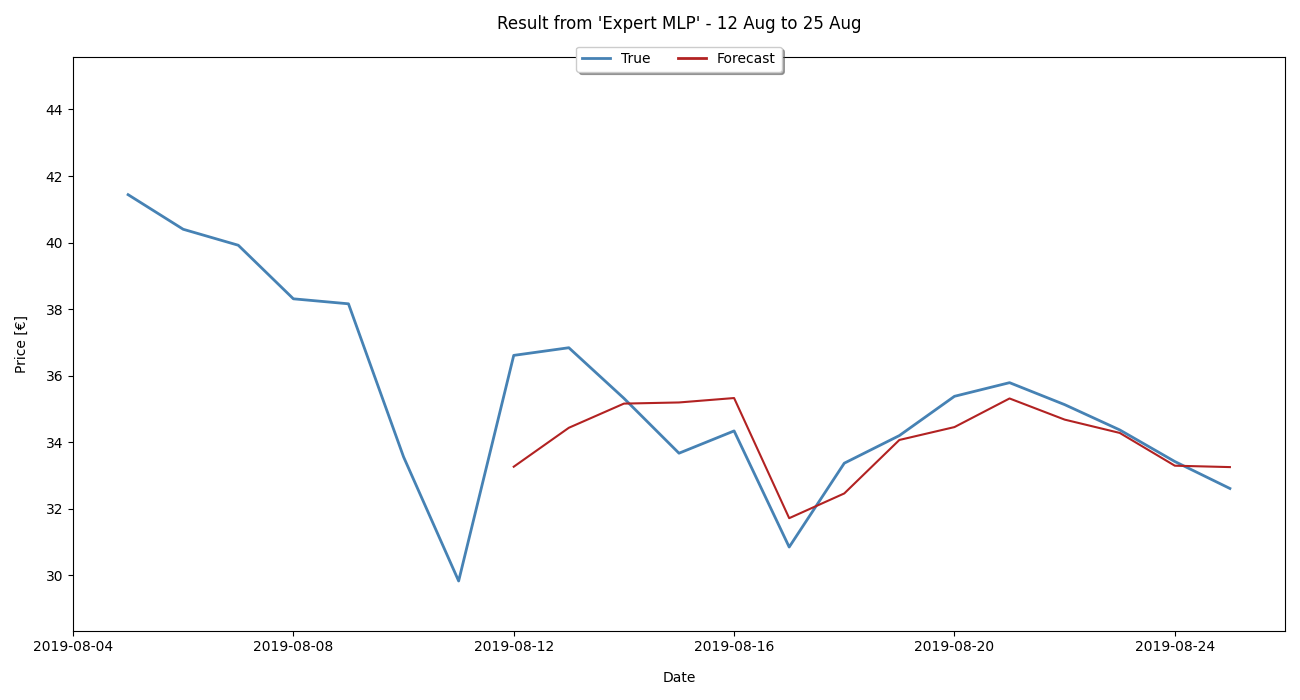 Result from 'Expert MLP' - 12 Aug to 25 Aug
True Forecast
44
42
40
38
36
34
32
30
Price [€]
2019-08-04 2019-08-08 2019-08-12 2019-08-16 2019-08-20 2019-08-24
Date